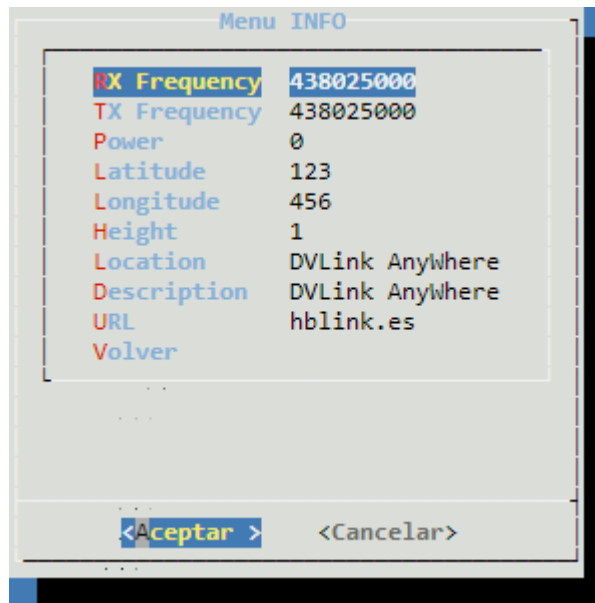 Menu INFO
RX Frequency 438025000
TX Frequency 438025000
Power 0
Latitude 123
Longitude 456
Height 1
Location DVLink AnyWhere
Description DVLink AnyWhere
URL hblink.es
Volver
<Aceptar > <Cancelar>